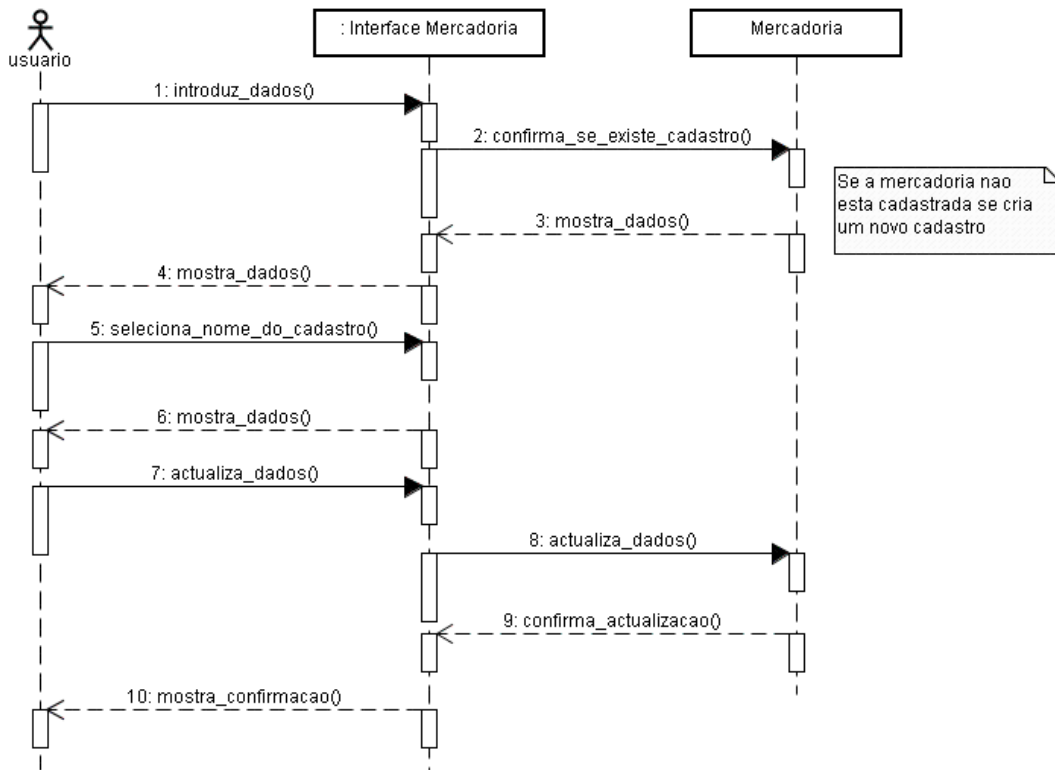 usuario
: Interface Mercadoria
Mercadoria
1: introduz_dados()
2: confirma_se_existe_cadastro()
Se a mercadoria nao
esta cadastrada se cria
um novo cadastro
3: mostra_dados()
4: mostra_dados()
5: seleciona_nome_do_cadastro()
6: mostra_dados()
7: actualiza_dados()
8: actualiza_dados()
9: confirma_actualizacao()
10: mostra_confirmacao()